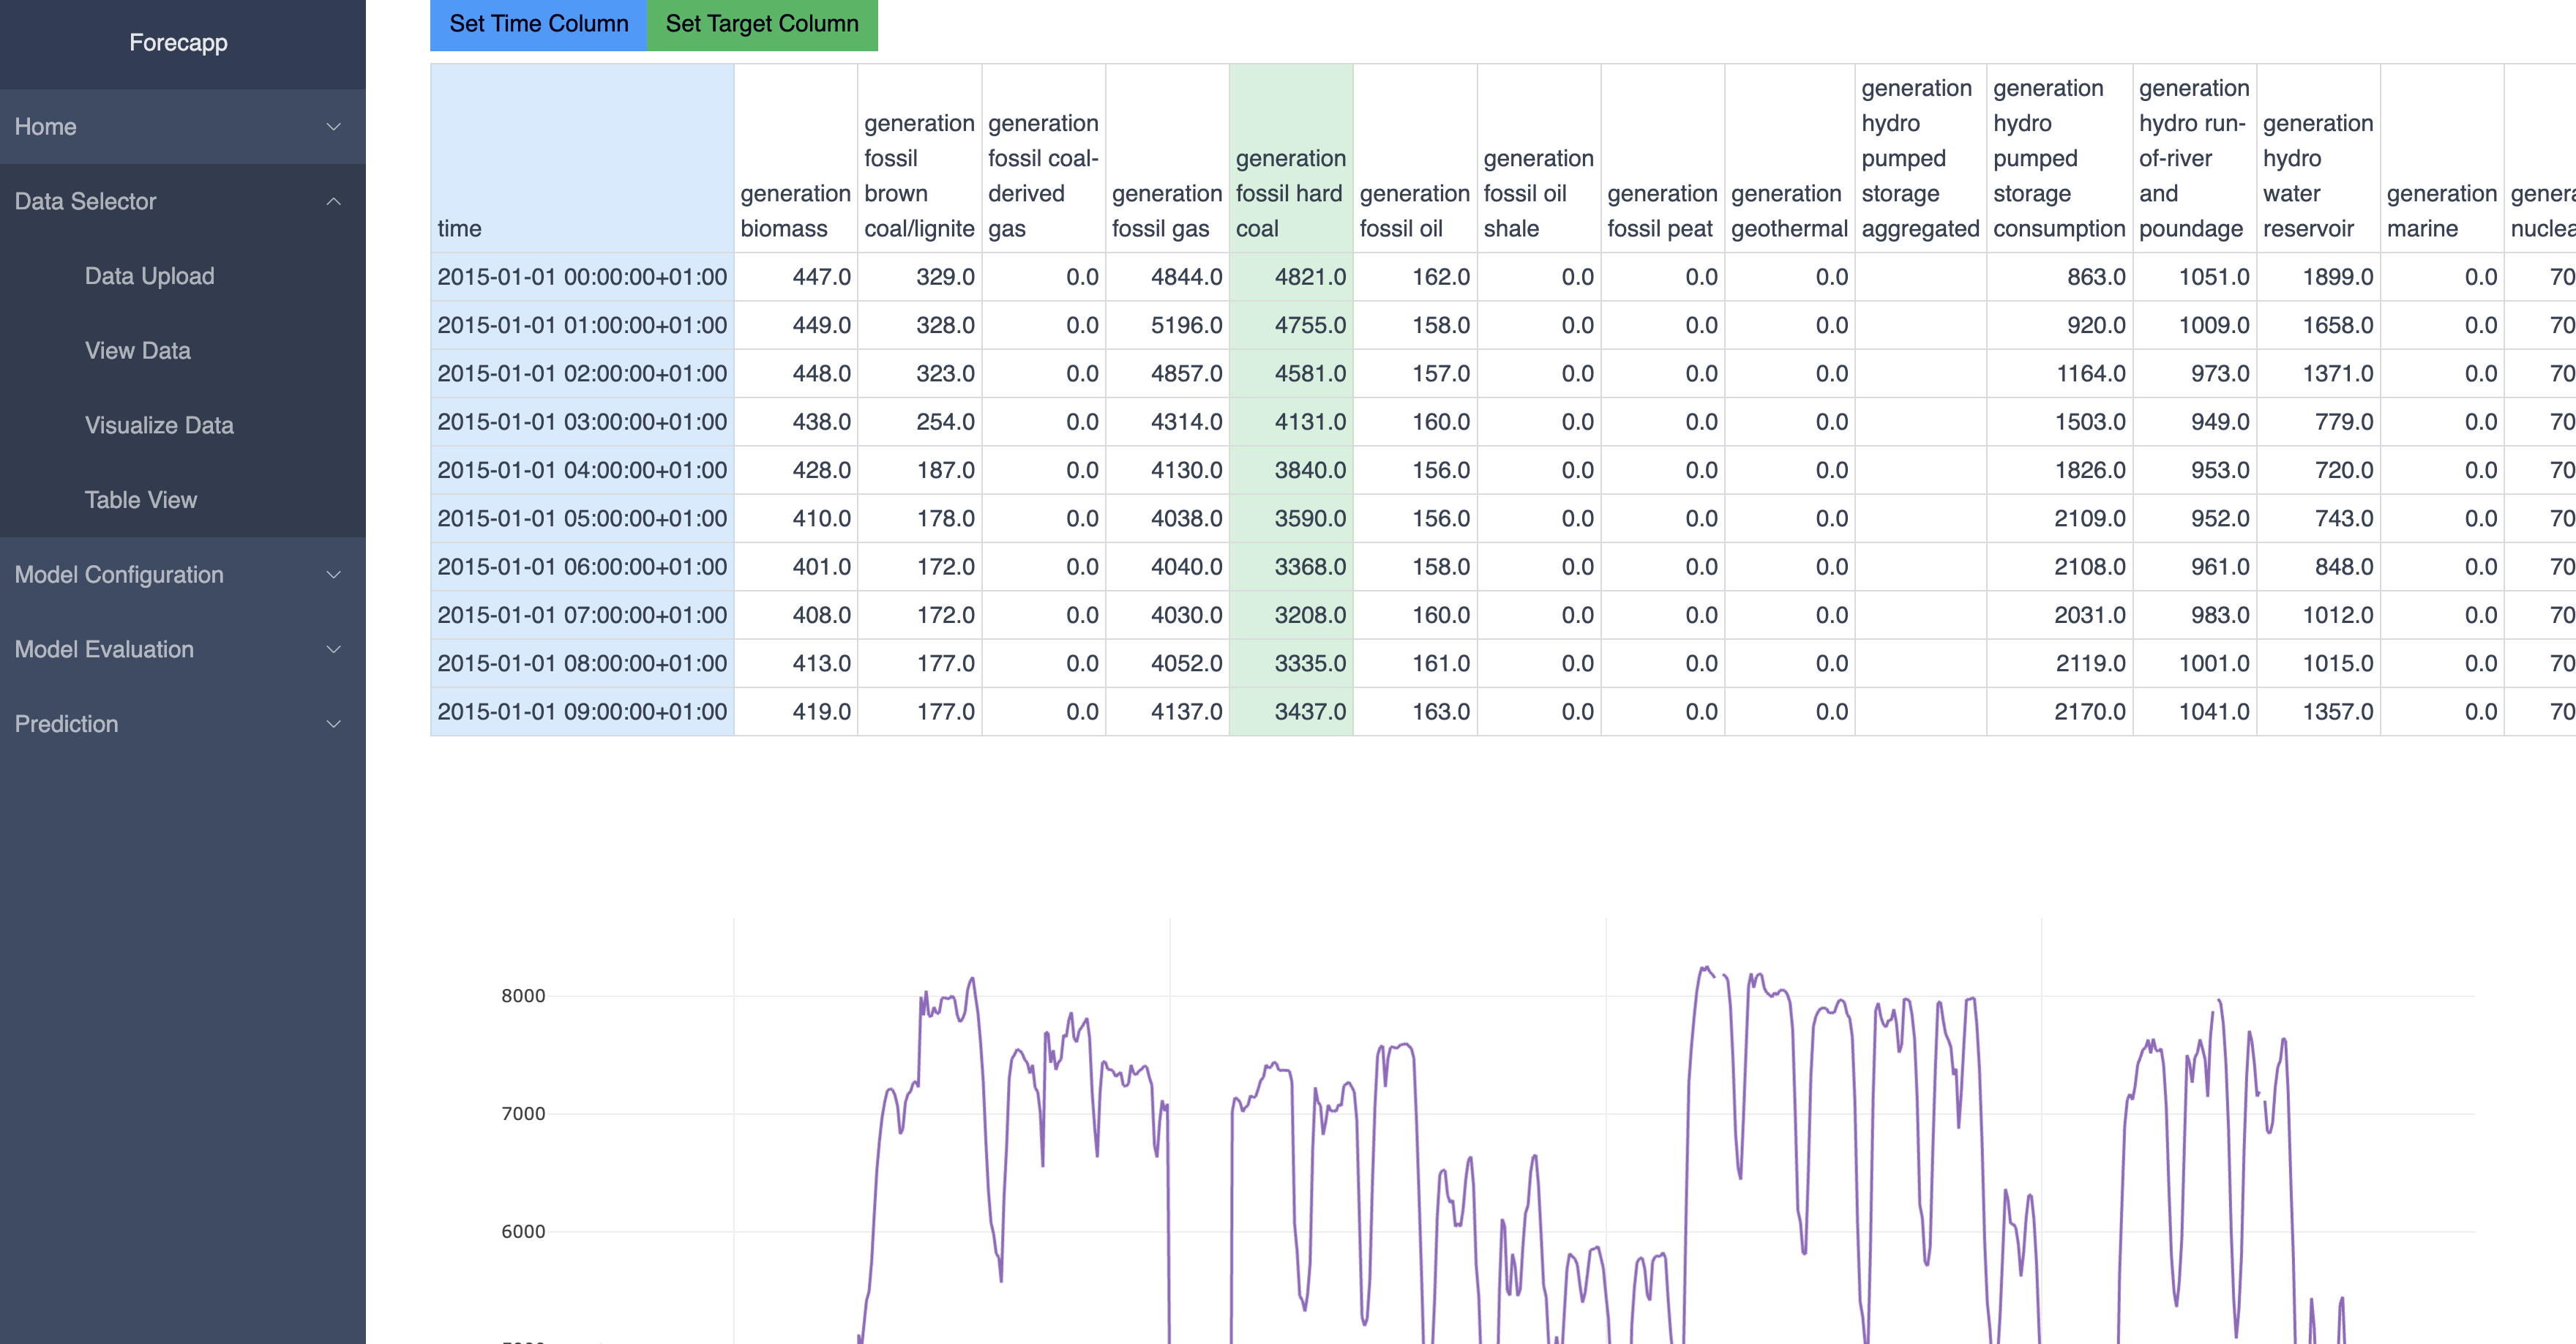 Forecapp
Home
Data Selector
Data Upload
View Data
Visualize Data
Table View
Model Configuration
Model Evaluation
Prediction
Set Time Column Set Target Column
time generation biomass generation fossil brown coal/lignite generation fossil coal-derived gas generation fossil gas generation fossil hard coal generation fossil oil generation fossil oil shale generation fossil peat generation geothermal generation hydro pumped storage aggregated generation hydro pumped storage consumption generation hydro run-of-river and poundage generation hydro water reservoir generation marine
2015-01-01 00:00:00+01:00 447.0 329.0 0.0 4844.0 4821.0 162.0 0.0 0.0 0.0 863.0 1051.0 1899.0 0.0 70
2015-01-01 01:00:00+01:00 449.0 328.0 0.0 5196.0 4755.0 158.0 0.0 0.0 0.0 920.0 1009.0 1658.0 0.0 70
2015-01-01 02:00:00+01:00 448.0 323.0 0.0 4857.0 4581.0 157.0 0.0 0.0 0.0 1164.0 973.0 1371.0 0.0 70
2015-01-01 03:00:00+01:00 438.0 254.0 0.0 4314.0 4131.0 160.0 0.0 0.0 0.0 1503.0 949.0 779.0 0.0 70
2015-01-01 04:00:00+01:00 428.0 187.0 0.0 4130.0 3840.0 156.0 0.0 0.0 0.0 1826.0 953.0 720.0 0.0 70
2015-01-01 05:00:00+01:00 410.0 178.0 0.0 4038.0 3590.0 156.0 0.0 0.0 0.0 2109.0 952.0 743.0 0.0 70
2015-01-01 06:00:00+01:00 401.0 172.0 0.0 4040.0 3368.0 158.0 0.0 0.0 0.0 2108.0 961.0 848.0 0.0 70
2015-01-01 07:00:00+01:00 408.0 172.0 0.0 4030.0 3208.0 160.0 0.0 0.0 0.0 2031.0 983.0 1012.0 0.0 70
2015-01-01 08:00:00+01:00 413.0 177.0 0.0 4052.0 3335.0 161.0 0.0 0.0 0.0 2119.0 1001.0 1015.0 0.0 70
2015-01-01 09:00:00+01:00 419.0 177.0 0.0 4137.0 3437.0 163.0 0.0 0.0 0.0 2170.0 1041.0 1357.0 0.0 70
8000
7000
6000